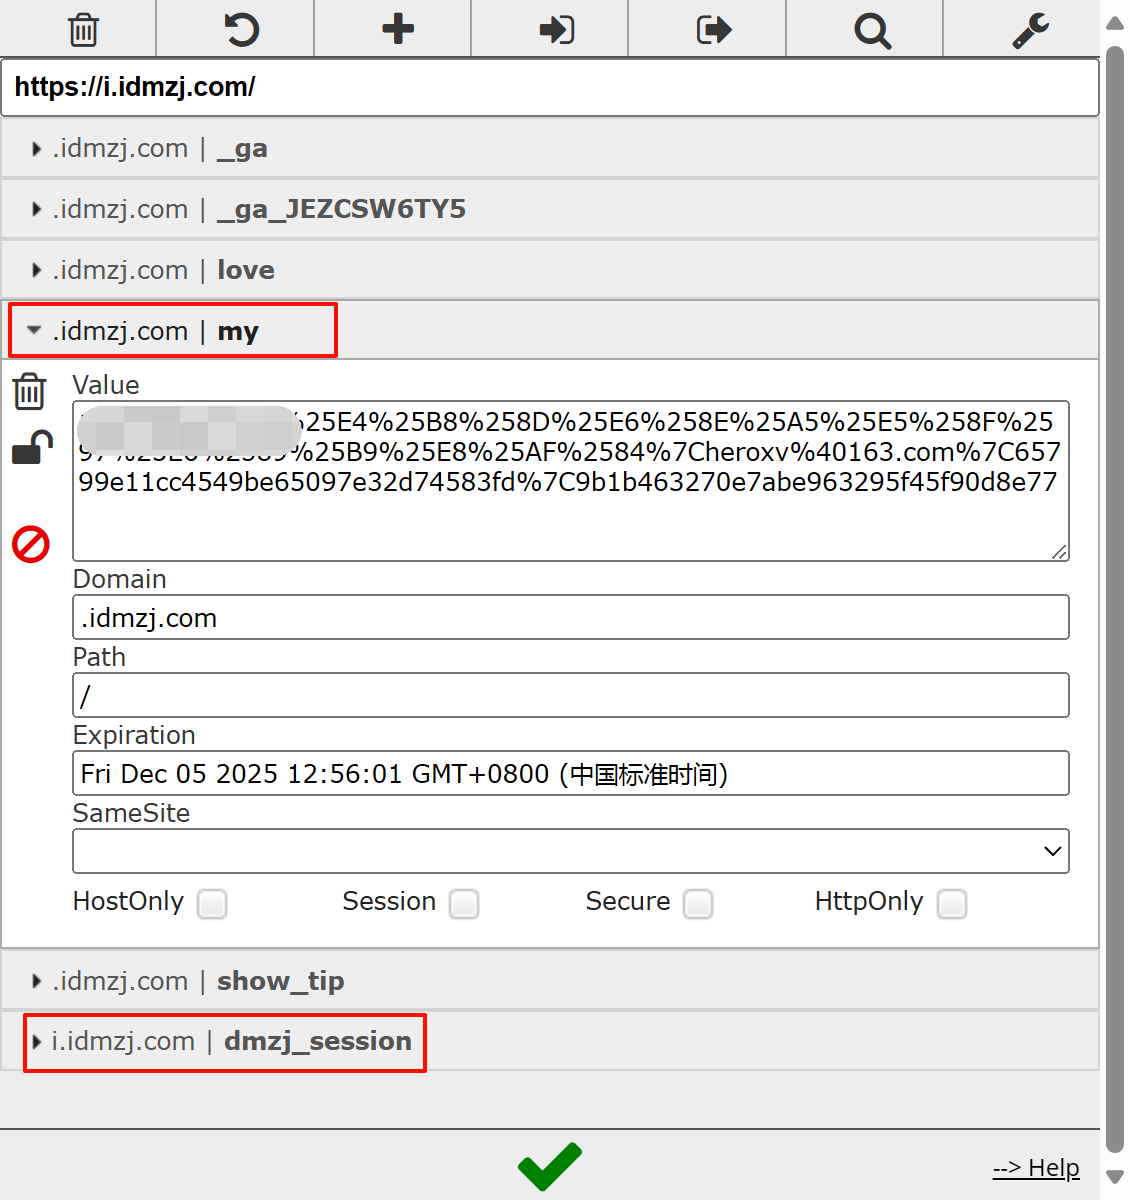 https://i.idmzj.com/
.idmzj.com | _ga
.idmzj.com | _ga_JEZCSW6TY5
.idmzj.com | love
.idmzj.com | my
Value
%25E4%25B8%258D%25E6%258E%25A5%25E5%258F%25
%25B9%25E8%25AF%2584%7Cheroxv%40163.com%7C657
99e11cc4549be65097e32d74583fd%7C9b1b463270e7abe963295f45f90d8e77
Domain
.idmzj.com
Path
/
Expiration
Fri Dec 05 2025 12:56:01 GMT+0800 (中国标准时间)
SameSite
HostOnly Session Secure HttpOnly
.idmzj.com | show_tip
i.idmzj.com | dmzj_session
--> Help